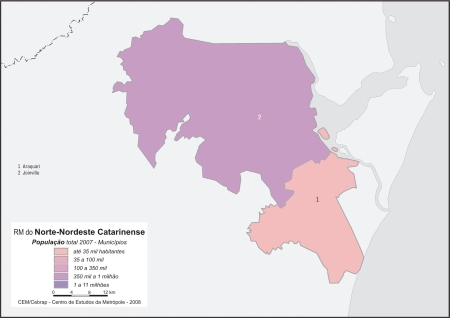 2
1
1 Araquari
2 Joinville
RM do Norte-Nordeste Catarinense
População total 2007 - Municípios
até 35 mil habitantes
35 a 100 mil
100 a 350 mil
350 mil a 1 milhão
1 a 11 milhões
0 4 8 12 km
CEM/Cebrap - Centro de Estudos da Metrópole - 2008